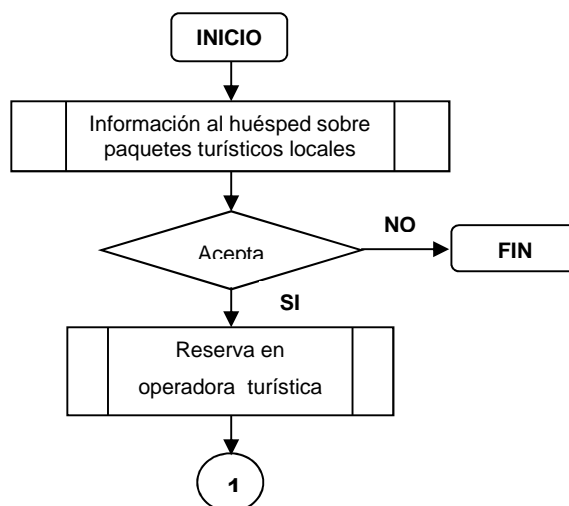 INICIO
Información al huésped sobre
paquetes turísticos locales
NO
Acepta
FIN
SI
Reserva en
operadora turística
1